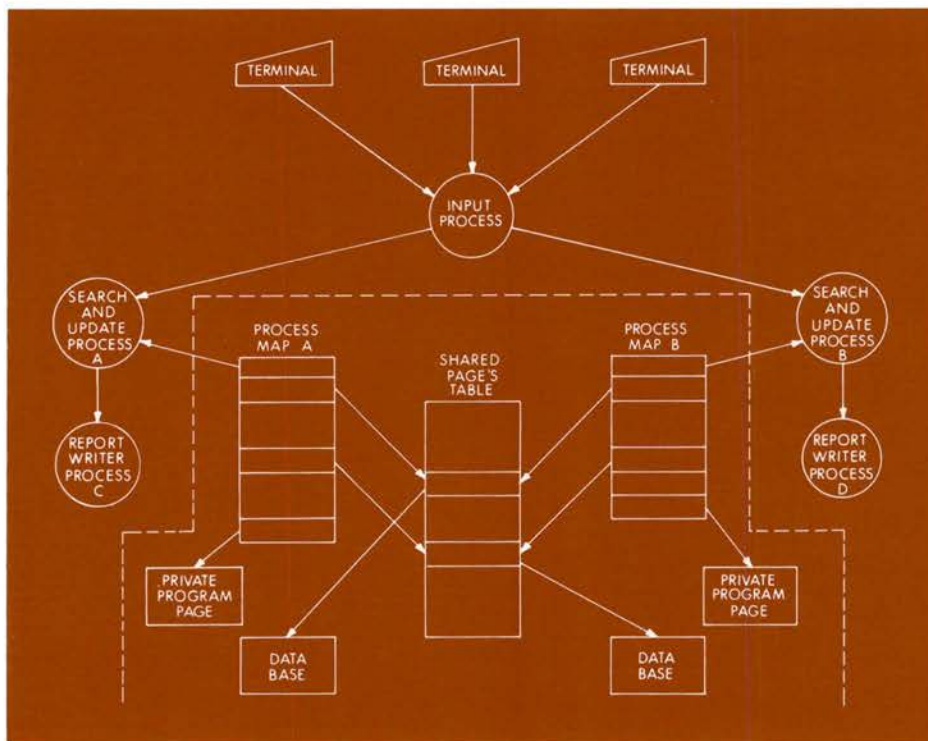 TERMINAL
TERMINAL
TERMINAL
INPUT
PROCESS
SEARCH
AND
UPDATE
PROCESS
A
SEARCH
AND
UPDATE
PROCESS
B
PROCESS
MAP A
PROCESS
MAP B
SHARED
PAGE'S
TABLE
REPORT
WRITER
PROCESS
C
REPORT
WRITER
PROCESS
D
PRIVATE
PROGRAM
PAGE
PRIVATE
PROGRAM
PAGE
DATA
BASE
DATA
BASE